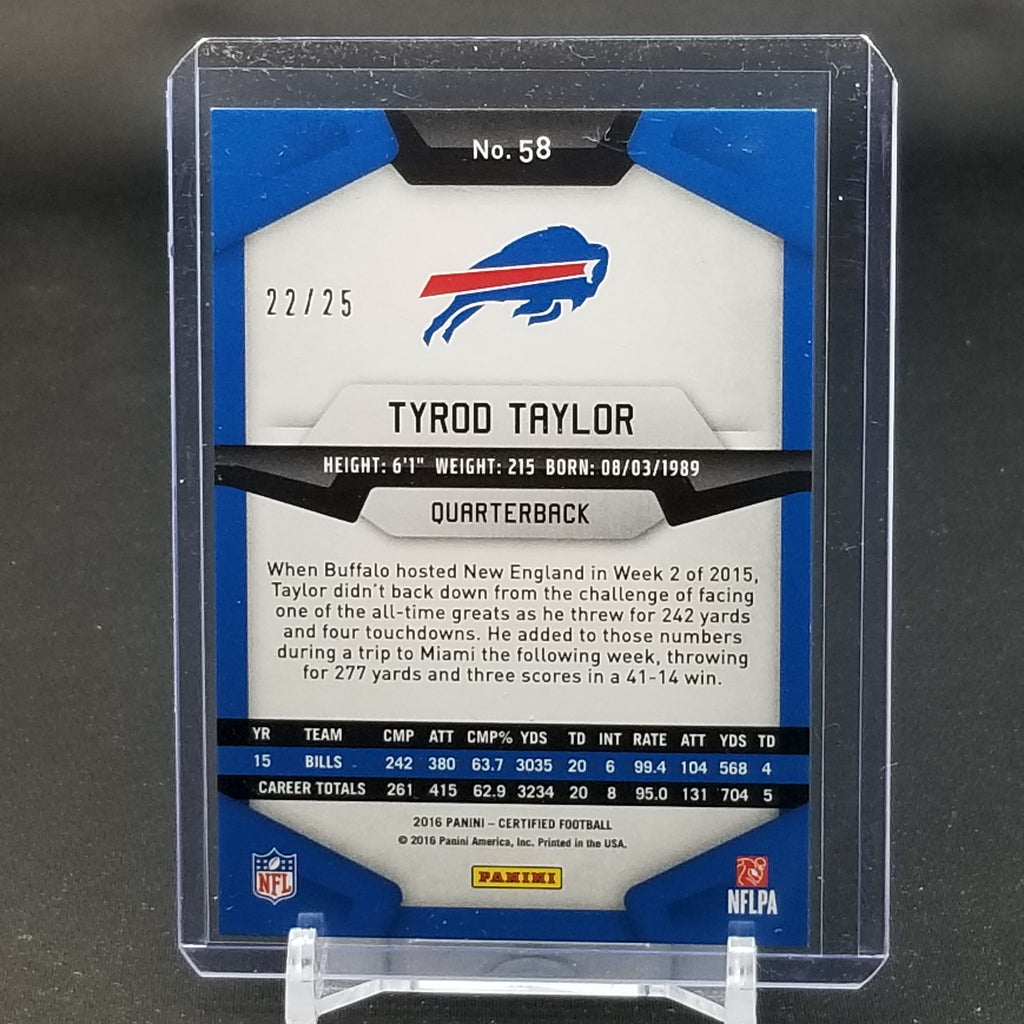 No. 58
22/25
TYROD TAYLOR
HEIGHT: 6'1" WEIGHT: 215 BORN: 08/03/1989
QUARTERBACK
When Buffalo hosted New England in Week 2 of 2015,
Taylor didn't back down from the challenge of facing
one of the all-time greats as he threw for 242 yards
and four touchdowns. He added to those numbers
during a trip to Miami the following week, throwing
for 277 yards and three scores in a 41-14 win.
YR TEAM CMP ATT CMP% YDS TD INT RATE ATT YDS TD
15 BILLS 242 380 63.7 3035 20 6 99.4 104 568 4
CAREER TOTALS 261 415 62.9 3234 20 8 95.0 131 704 5
2016 PANINI – CERTIFIED FOOTBALL
© 2016 Panini America, Inc. Printed in the USA.
NFL PANINI NFLPA